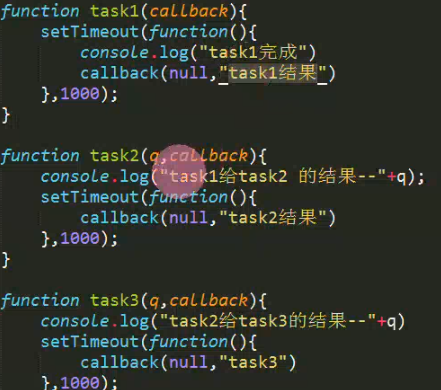 function task1(callback){
setTimeout(function(){
console.log("task1完成")
callback(null,"task1结果")
},1000);
}
function task2(q,callback){
console.log("task1给task2 的结果--"+q);
setTimeout(function(){
callback(null,"task2结果")
},1000);
}
function task3(q,callback){
console.log("task2给task3的结果--"+q)
setTimeout(function(){
callback(null,"task3")
},1000);